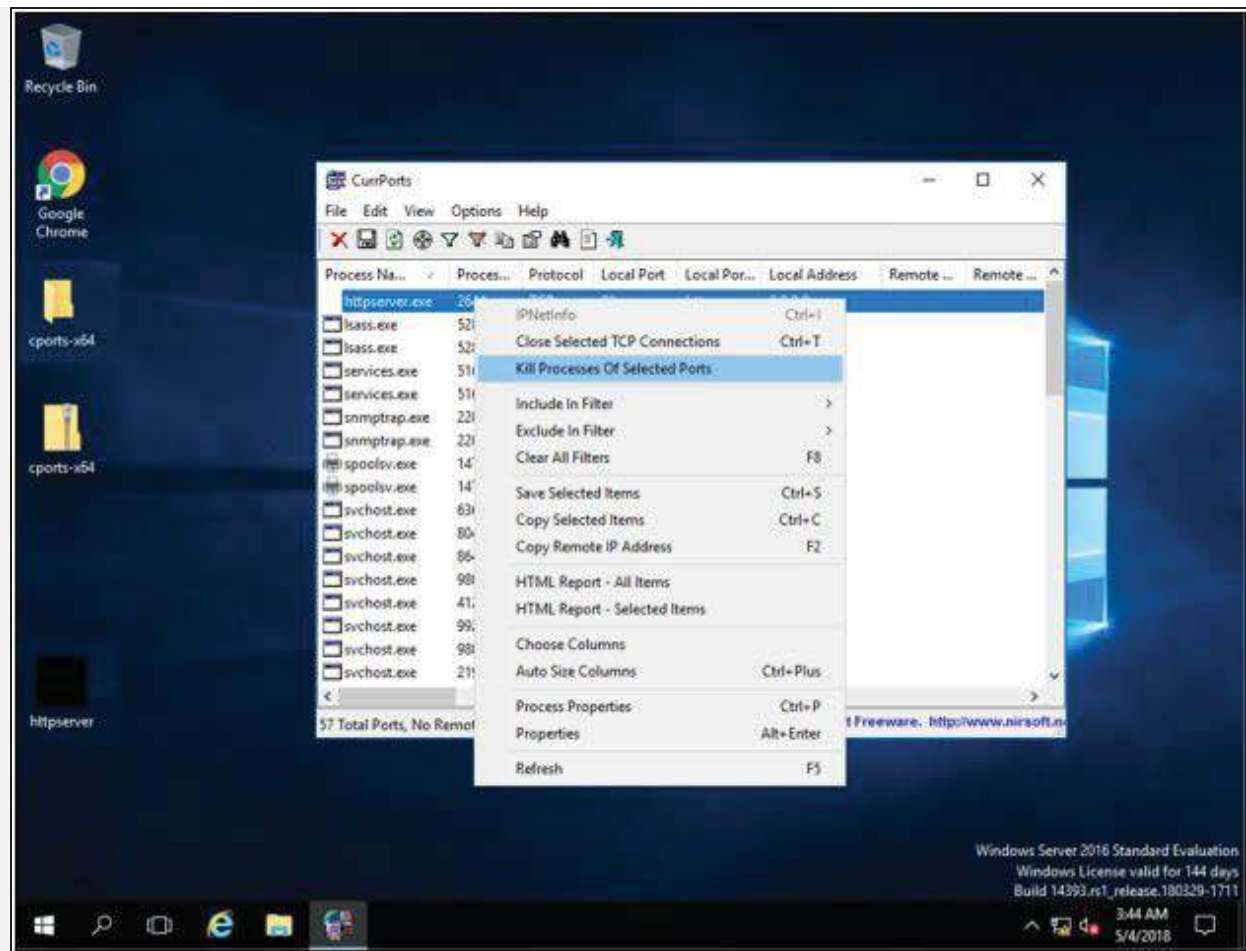 Recycle Bin
Google
Chrome
cports-x64
cports-x64
httpserver
CurrPorts
File Edit View Options Help
Process Na... Proces... Protocol Local Port Local Por... Local Address Remote ... Remote ...
httpserver.exe
lsass.exe
lsass.exe
services.exe
services.exe
snmptrap.exe
snmptrap.exe
spoolsv.exe
spoolsv.exe
svchost.exe
svchost.exe
svchost.exe
svchost.exe
svchost.exe
svchost.exe
svchost.exe
svchost.exe
57 Total Ports, No
Freeware. http://www.nirsoft.n
IPNetInfo Ctrl+I
Close Selected TCP Connections Ctrl+T
Kill Processes Of Selected Ports
Include In Filter >
Exclude In Filter >
Clear All Filters F8
Save Selected Items Ctrl+S
Copy Selected Items Ctrl+C
Copy Remote IP Address F2
HTML Report - All Items
HTML Report - Selected Items
Choose Columns
Auto Size Columns Ctrl+Plus
Process Properties Ctrl+P
Properties Alt+Enter
Refresh F5
Windows Server 2016 Standard Evaluation
Windows License valid for 144 days
Build 14393.rs1_release.180329-1711
3:44 AM
5/4/2018